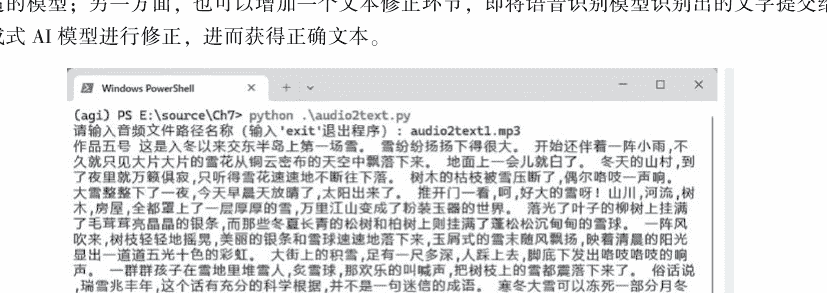 的模型；另一方面，也可以增加一个文本修正环节，即将语音识别模型识别出的文字提交给
成式 AI 模型进行修正，进而获得正确文本。
Windows PowerShell
(agi) PS E:\source\Ch7> python .\audio2text.py
请输入音频文件路径名称（输入'exit'退出程序）: audio2text1.mp3
作品五号 这是入冬以来交东半岛上第一场雪。 雪纷纷扬扬下得很大。 开始还伴着一阵小雨,不
久就只见大片大片的雪花从铜云密布的天空中飘落下来。 地面上一会儿就白了。 冬天的山村,到
了夜里就万籁俱寂,只听得雪花速速地不断往下落。 树木的枯枝被雪压断了,偶尔咯吱一声响。
大雪整整下了一夜,今天早晨天放晴了,太阳出来了。 推开门一看,呵,好大的雪呀! 山川,河流,树
木,房屋,全都罩上了一层厚厚的雪,万里江山变成了粉装玉器的世界。 落光了叶子的柳树上挂满
了毛茸茸亮晶晶的银条,而那些冬夏长青的松树和柏树上则挂满了蓬松松沉甸甸的雪球。 一阵风
吹来,树枝轻轻地摇晃,美丽的银条和雪球速速地落下来,玉屑式的雪末随风飘扬,映着清晨的阳光
显出一道道五光十色的彩虹。 大街上的积雪,足有一尺多深,人踩上去,脚底下发出咯吱咯吱的响
声。 一群群孩子在雪地里堆雪人,炙雪球,那欢乐的叫喊声,把树枝上的雪都震落下来了。 俗话说
,瑞雪兆丰年,这个话有充分的科学根据,并不是一句迷信的成语。 寒冬大雪可以冻死一部分月冬